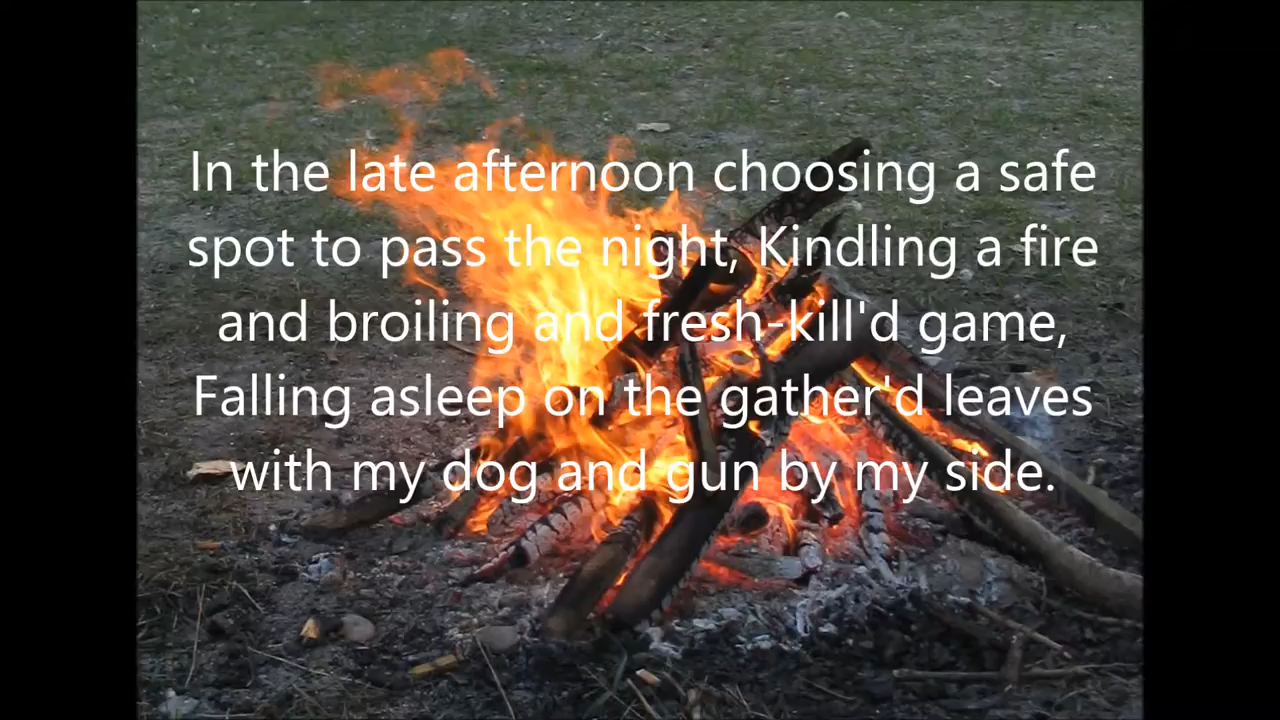 In the late afternoon choosing a safe
spot to pass the night, Kindling a fire
and broiling and fresh-kill'd game,
Falling asleep on the gather'd leaves
with my dog and gun by my side.